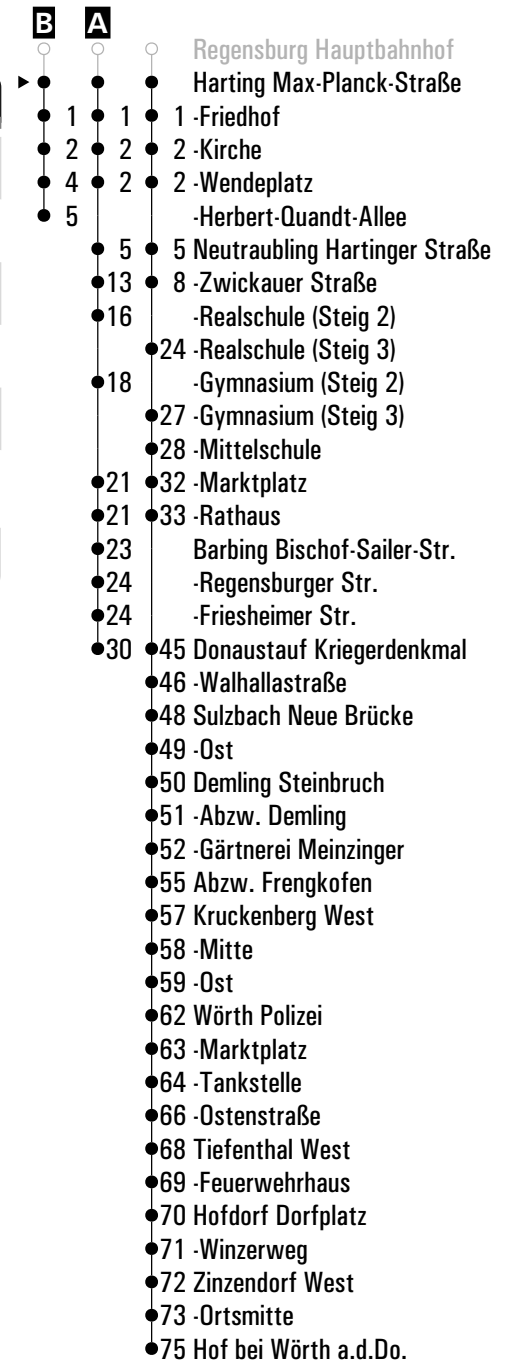 B A
Regensburg Hauptbahnhof
Harting Max-Planck-Straße
1 1 1 -Friedhof
2 2 2 -Kirche
4 2 2 -Wendeplatz
5 -Herbert-Quandt-Allee
5 5 Neutraubling Hartinger Straße
13 8 -Zwickauer Straße
16 -Realschule (Steig 2)
24 -Realschule (Steig 3)
18 -Gymnasium (Steig 2)
27 -Gymnasium (Steig 3)
28 -Mittelschule
21 32 -Marktplatz
21 33 -Rathaus
23 Barbing Bischof-Sailer-Str.
24 -Regensburger Str.
24 -Friesheimer Str.
30 45 Donaustauf Kriegerdenkmal
46 -Walhallastraße
48 Sulzbach Neue Brücke
49 -Ost
50 Demling Steinbruch
51 -Abzw. Demling
52 -Gärtnerei Meinzinger
55 Abzw. Frengkofen
57 Kruckenberg West
58 -Mitte
59 -Ost
62 Wörth Polizei
63 -Marktplatz
64 -Tankstelle
66 -Ostenstraße
68 Tiefenthal West
69 -Feuerwehrhaus
70 Hofdorf Dorfplatz
71 -Winzerweg
72 Zinzendorf West
73 -Ortsmitte
75 Hof bei Wörth a.d.Do.